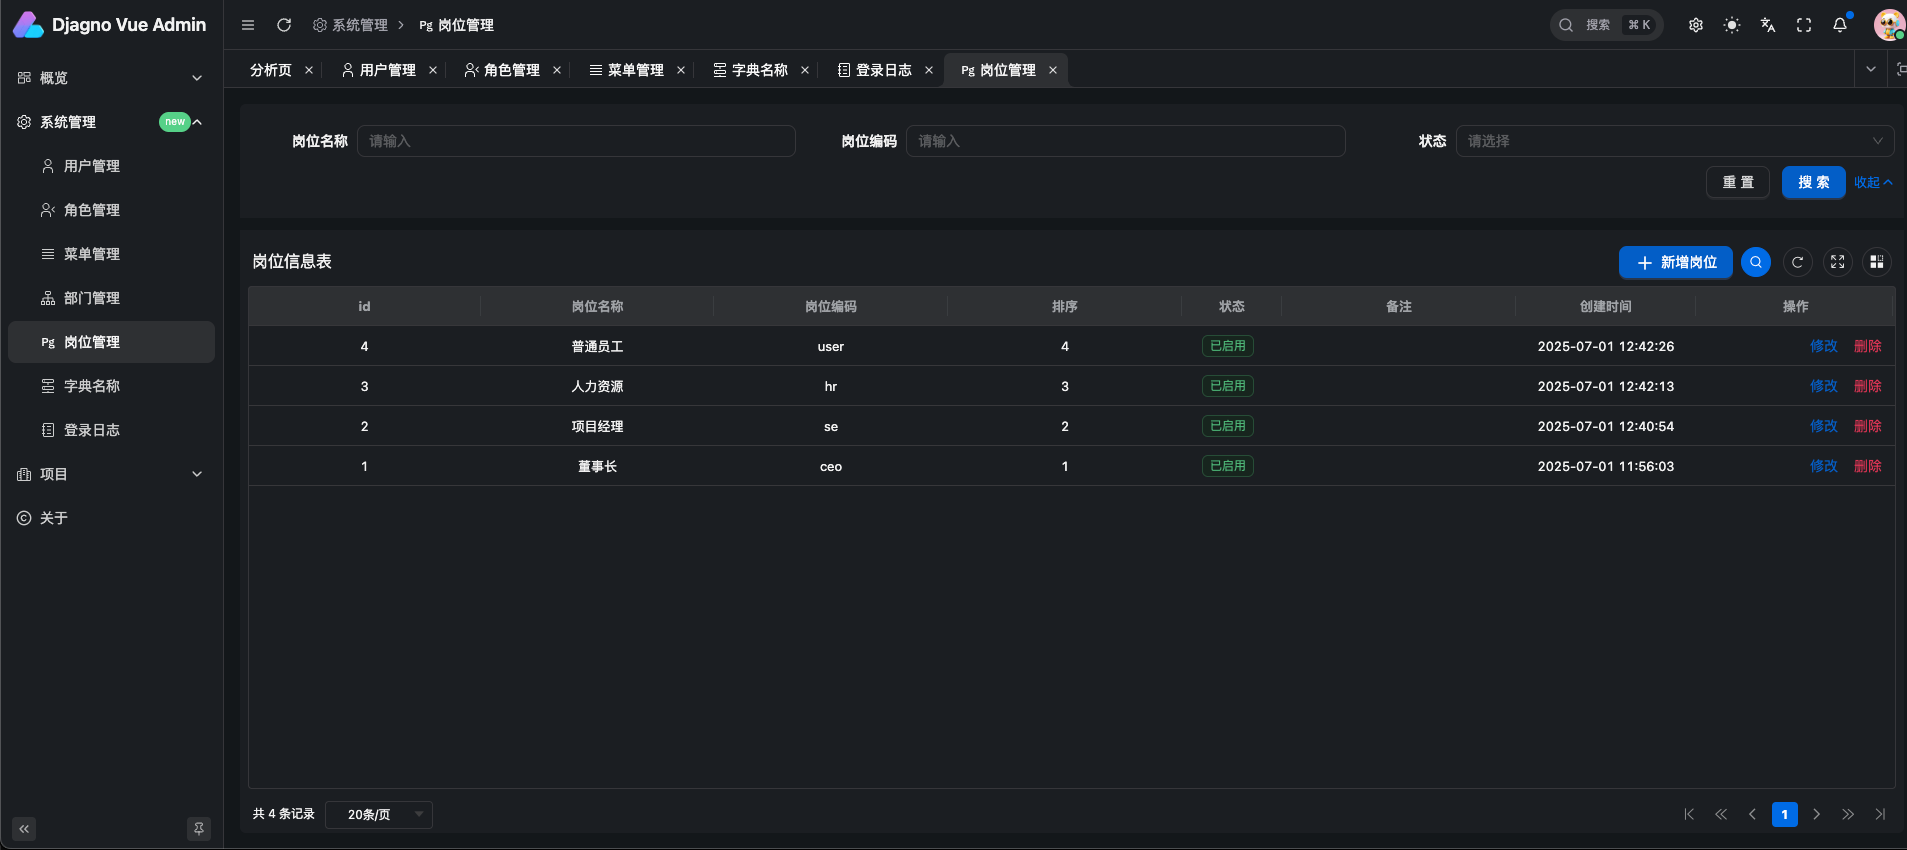 Djagno Vue Admin
系统管理
Pg 岗位管理
搜索 ⌘ K
概览
系统管理 new
用户管理
角色管理
菜单管理
部门管理
Pg 岗位管理
字典名称
登录日志
项目
关于
分析页 用户管理 角色管理 菜单管理 字典名称 登录日志 Pg 岗位管理
岗位名称 请输入 岗位编码 请输入 状态 请选择
重 置 搜 索 收起
岗位信息表 新增岗位
id 岗位名称 岗位编码 排序 状态 备注 创建时间 操作
4 普通员工 user 4 已启用 2025-07-01 12:42:26 修改 删除
3 人力资源 hr 3 已启用 2025-07-01 12:42:13 修改 删除
2 项目经理 se 2 已启用 2025-07-01 12:40:54 修改 删除
1 董事长 ceo 1 已启用 2025-07-01 11:56:03 修改 删除
共 4 条记录 20条/页 1